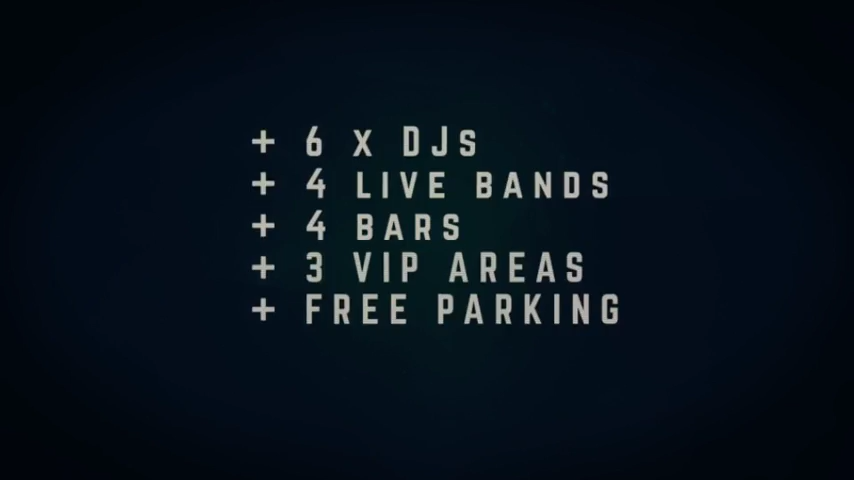 + 6 x DJs
+ 4 LIVE BANDS
+ 4 BARS
+ 3 VIP AREAS
+ FREE PARKING